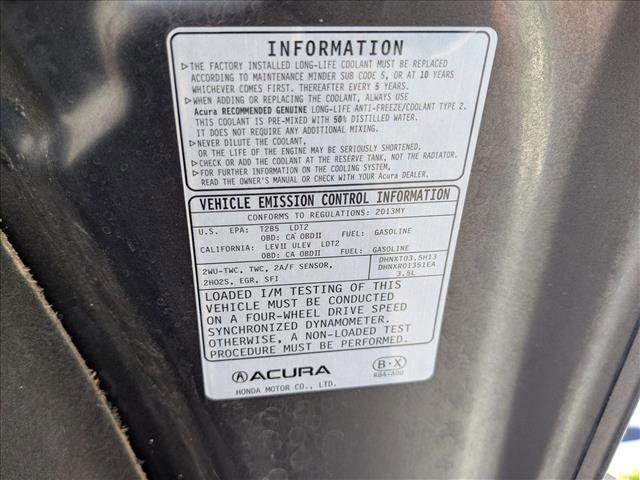 INFORMATION
▷THE FACTORY INSTALLED LONG-LIFE COOLANT MUST BE REPLACED
ACCORDING TO MAINTENANCE MINDER SUB CODE 5, OR AT 10 YEARS
WHICHEVER COMES FIRST. THEREAFTER EVERY 5 YEARS.
▷WHEN ADDING OR REPLACING THE COOLANT, ALWAYS USE
Acura RECOMMENDED GENUINE LONG-LIFE ANTI-FREEZE/COOLANT TYPE 2.
THIS COOLANT IS PRE-MIXED WITH 50% DISTILLED WATER.
IT DOES NOT REQUIRE ANY ADDITIONAL MIXING.
▷NEVER DILUTE THE COOLANT,
OR THE LIFE OF THE ENGINE MAY BE SERIOUSLY SHORTENED.
▷CHECK OR ADD THE COOLANT AT THE RESERVE TANK, NOT THE RADIATOR.
▷FOR FURTHER INFORMATION ON THE COOLING SYSTEM,
READ THE OWNER'S MANUAL OR CHECK WITH YOUR Acura DEALER.
VEHICLE EMISSION CONTROL INFORMATION
CONFORMS TO REGULATIONS: 2013MY
U.S. EPA: T2B5 LDT2
OBD: CA OBDII FUEL: GASOLINE
CALIFORNIA: LEVII ULEV LDT2
OBD: CA OBDII FUEL: GASOLINE
2WU-TWC, TWC, 2A/F SENSOR,
2HO2S, EGR, SFI
DHNXT03.5H13
DHNXR01351EA
3.5L
LOADED I/M TESTING OF THIS
VEHICLE MUST BE CONDUCTED
ON A FOUR-WHEEL DRIVE SPEED
SYNCHRONIZED DYNAMOMETER.
OTHERWISE, A NON-LOADED TEST
PROCEDURE MUST BE PERFORMED.
ACURA
HONDA MOTOR CO., LTD.
B-X
R8A-A00